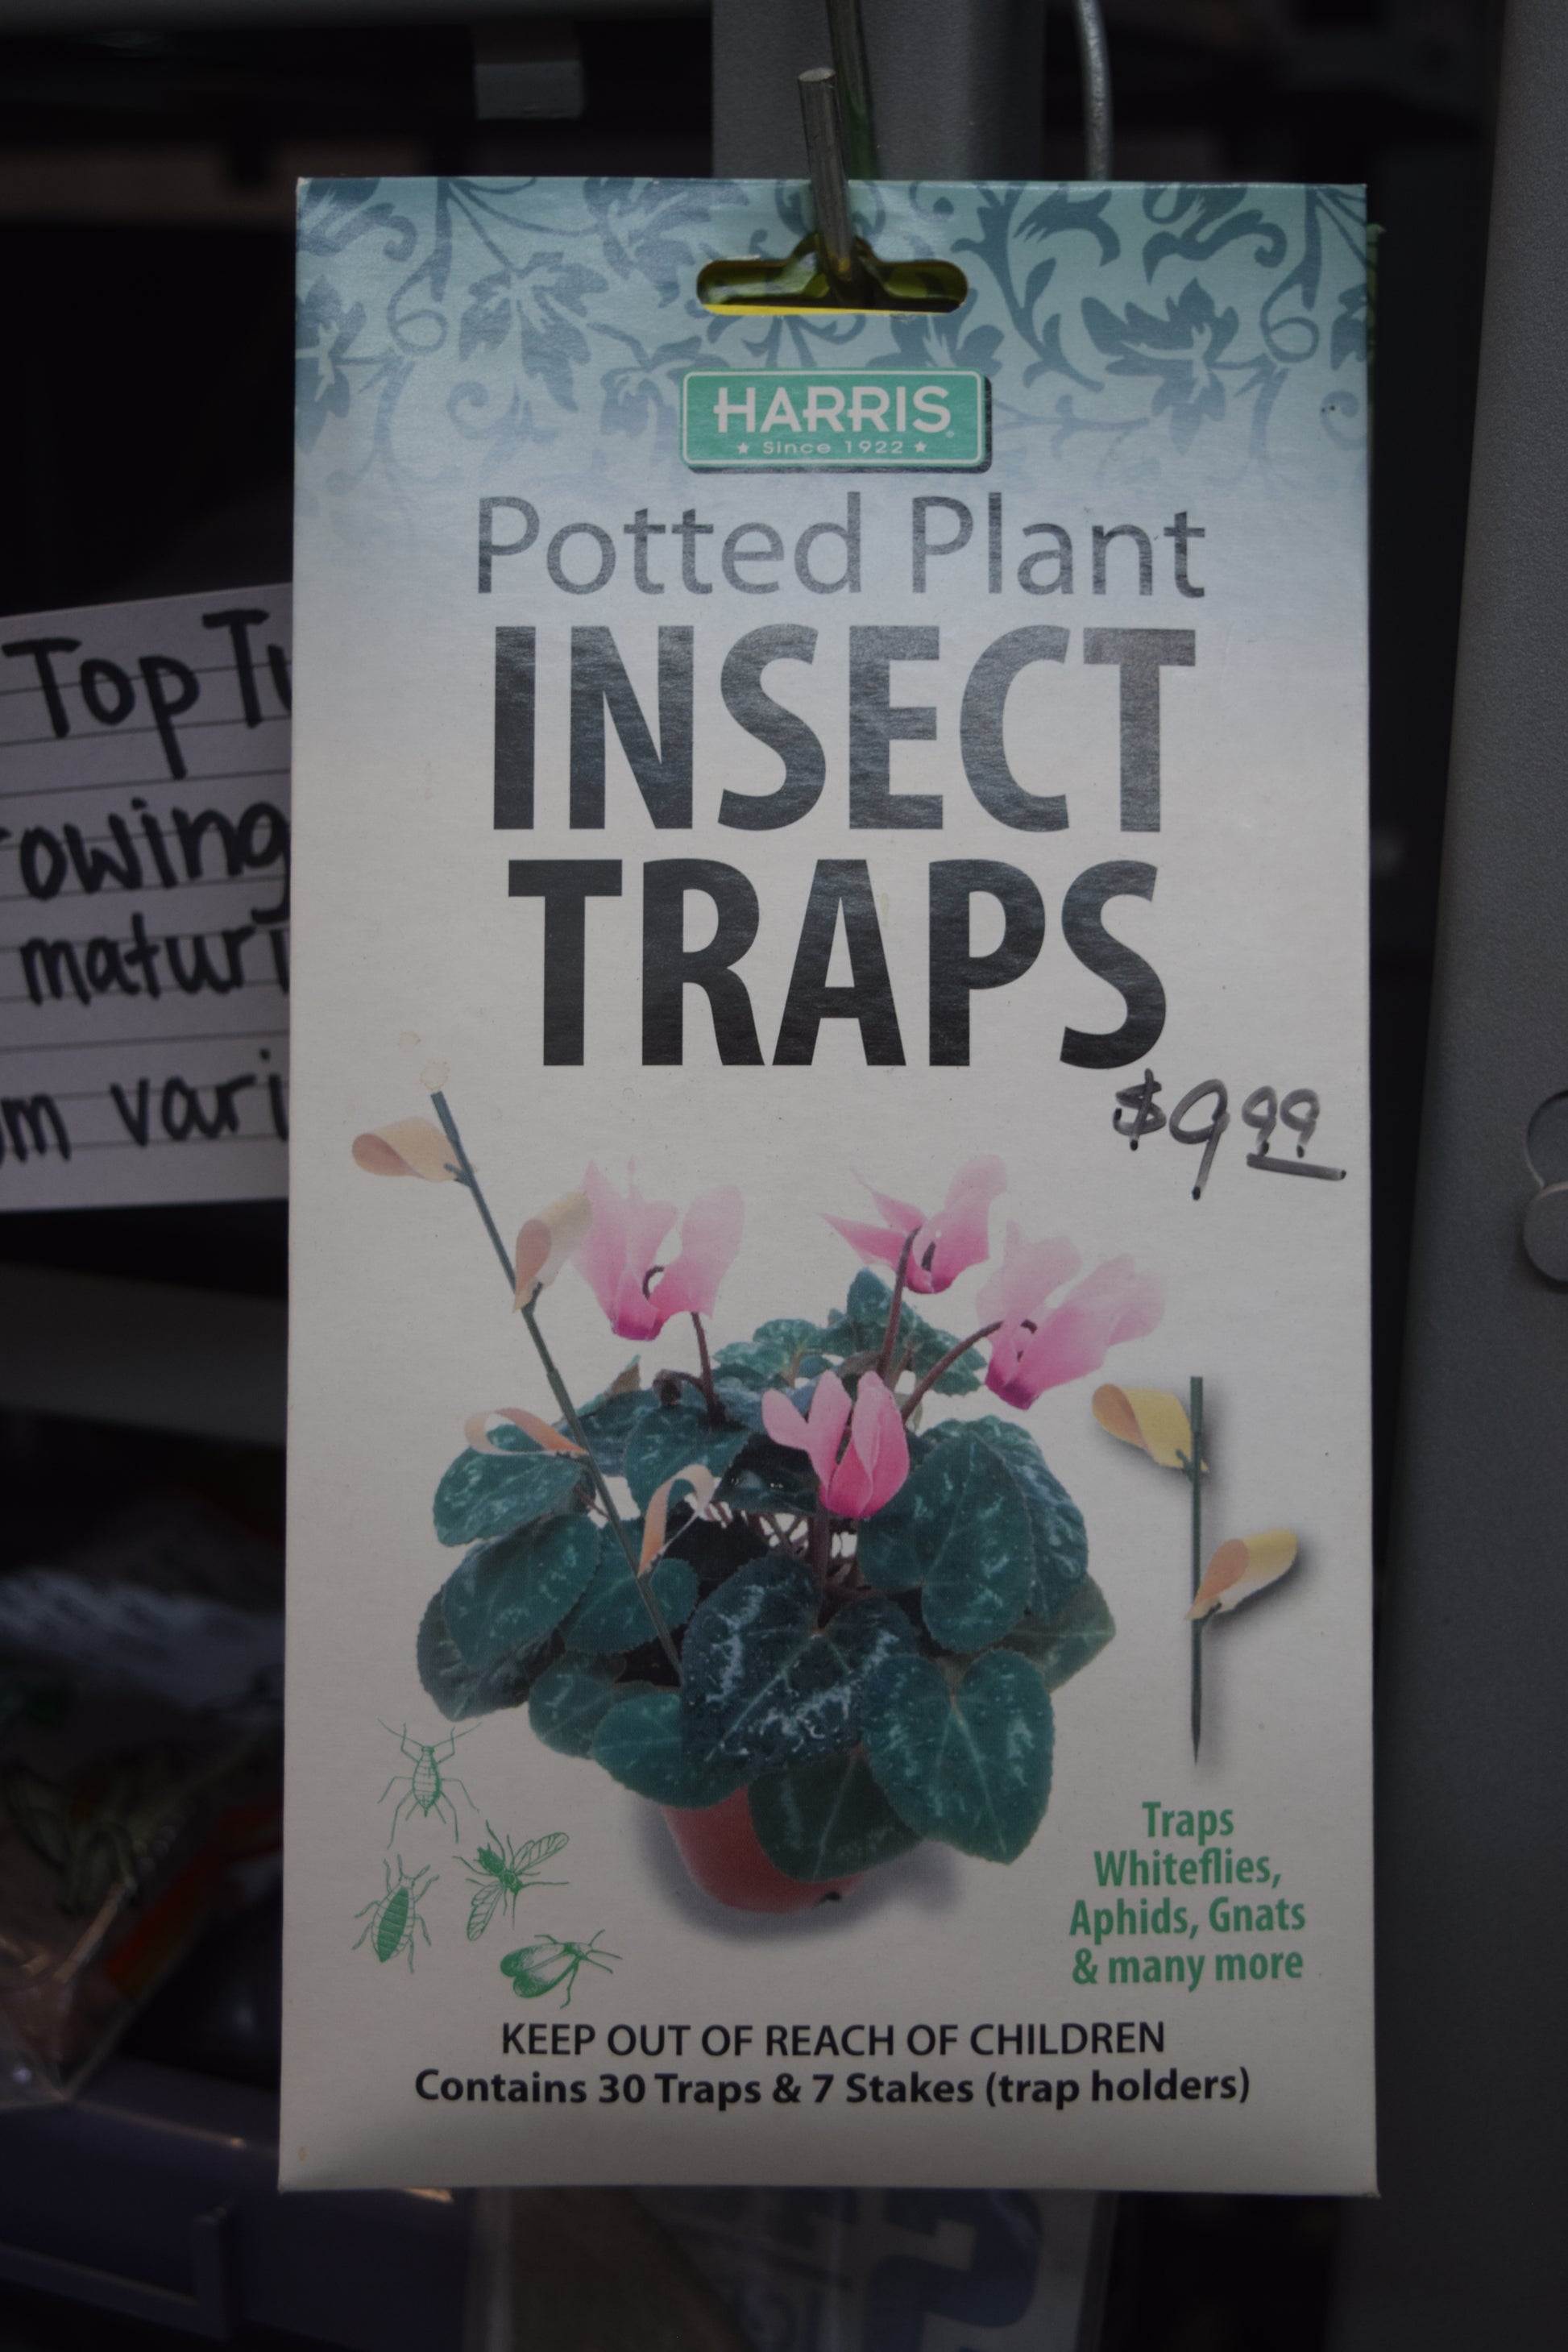 HARRIS
★ Since 1922 ★
Potted Plant
INSECT
TRAPS
$9.99
Top
owing
maturi
vari
Traps
Whiteflies,
Aphids, Gnats
& many more
KEEP OUT OF REACH OF CHILDREN
Contains 30 Traps & 7 Stakes (trap holders)